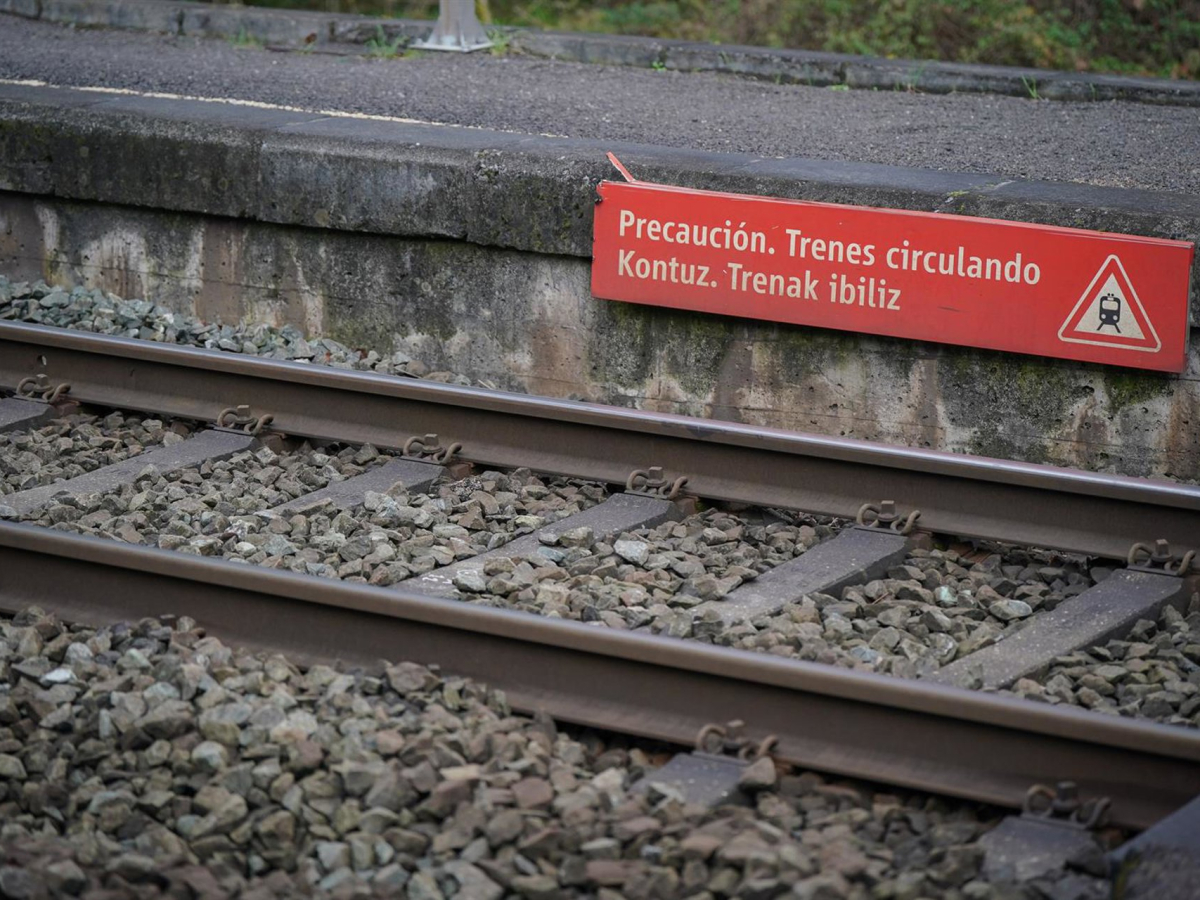 Precaución. Trenes circulando
Kontuz. Trenak ibiliz